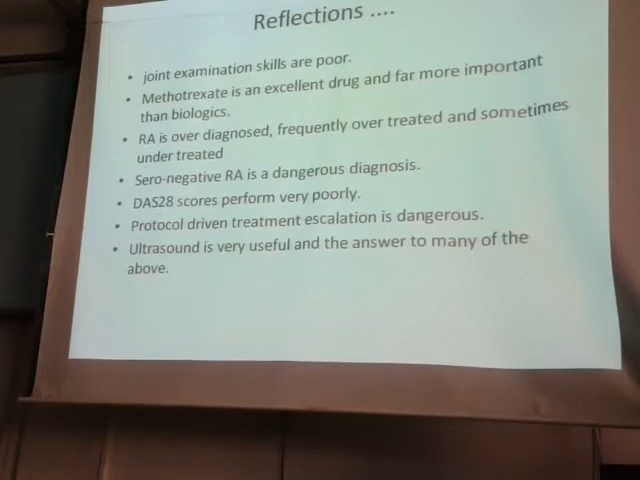 Reflections ....
• joint examination skills are poor.
• Methotrexate is an excellent drug and far more important
than biologics.
• RA is over diagnosed, frequently over treated and sometimes
under treated
• Sero-negative RA is a dangerous diagnosis.
• DAS28 scores perform very poorly.
• Protocol driven treatment escalation is dangerous.
• Ultrasound is very useful and the answer to many of the
above.